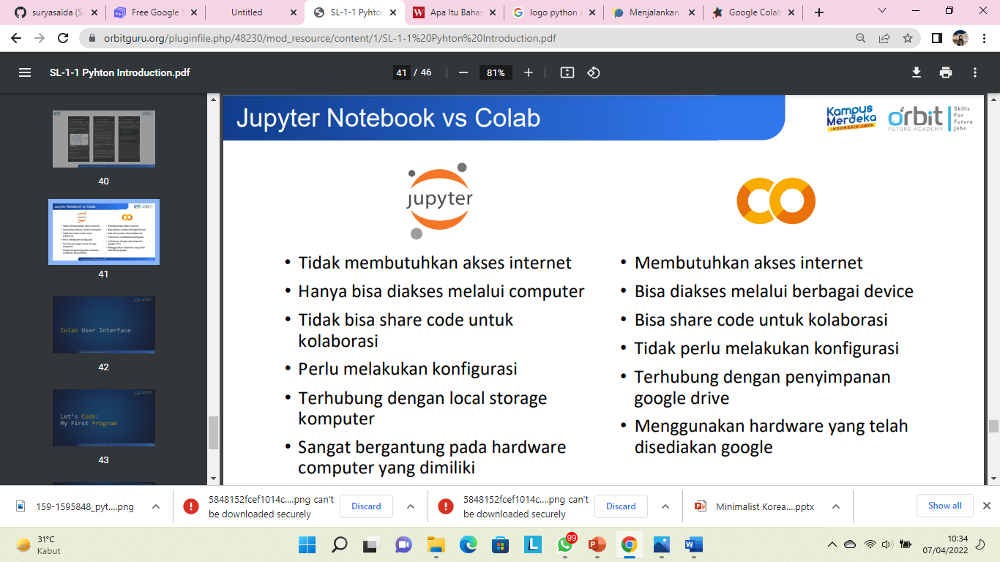 suryasaida (Su
Free Google S
Untitled
SL-1-1 Pyhton
Apa Itu Bahas
logo python p
Menjalankan
Google Colab
orbitguru.org/pluginfile.php/48230/mod_resource/content/1/SL-1-1%20Pyhton%20Introduction.pdf
SL-1-1 Pyhton Introduction.pdf
41 / 46
81%
40
Jupyter Notebook vs Colab
41
Colab User Interface
42
Let's Code:
My First Program
43
Jupyter Notebook vs Colab
Kampus
Merdeka
INDONESIA JAYA
orbit
FUTURE ACADEMY
Skills
For
Future
Jobs
jupyter
• Tidak membutuhkan akses internet
• Hanya bisa diakses melalui computer
• Tidak bisa share code untuk
kolaborasi
• Perlu melakukan konfigurasi
• Terhubung dengan local storage
komputer
• Sangat bergantung pada hardware
computer yang dimiliki
• Membutuhkan akses internet
• Bisa diakses melalui berbagai device
• Bisa share code untuk kolaborasi
• Tidak perlu melakukan konfigurasi
• Terhubung dengan penyimpanan
google drive
• Menggunakan hardware yang telah
disediakan google
159-1595848_pyt....png
5848152fcef1014c....png can't
be downloaded securely
Discard
5848152fcef1014c....png can't
be downloaded securely
Discard
Minimalist Korea....pptx
Show all
31°C
Kabut
99
10:34
07/04/2022